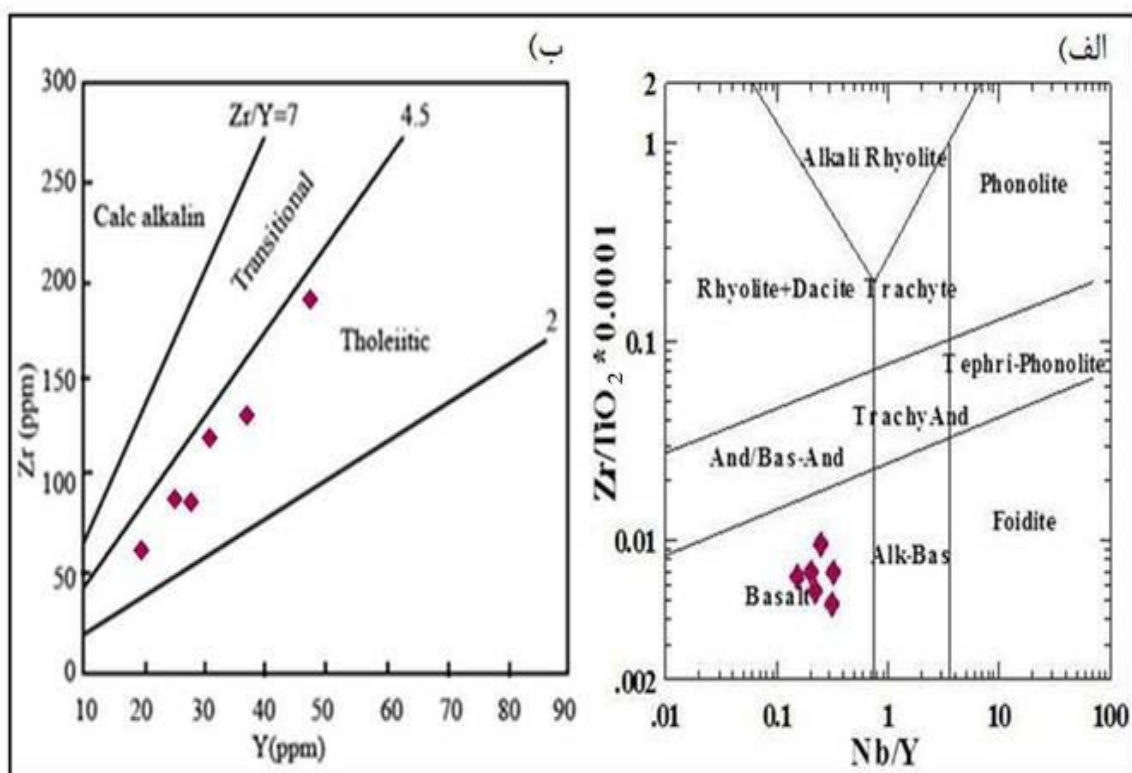 ب)
300
250
200
150
100
50
0
Zr (ppm)
Zr/Y=7
4.5
2
Calc alkalin
Transitional
Tholeiitic
10 20 30 40 50 60 70 80 90
Y(ppm)
الف)
2
1
0.1
0.01
.002
Zr/TiO2*0.0001
Alkali Rhyolite
Phonolite
Rhyolite+Dacite Trachyte
Tephri-Phonolite
TrachyAnd
And/Bas-And
Foidite
Alk-Bas
Basalt
.01 0.1 1 10 100
Nb/Y